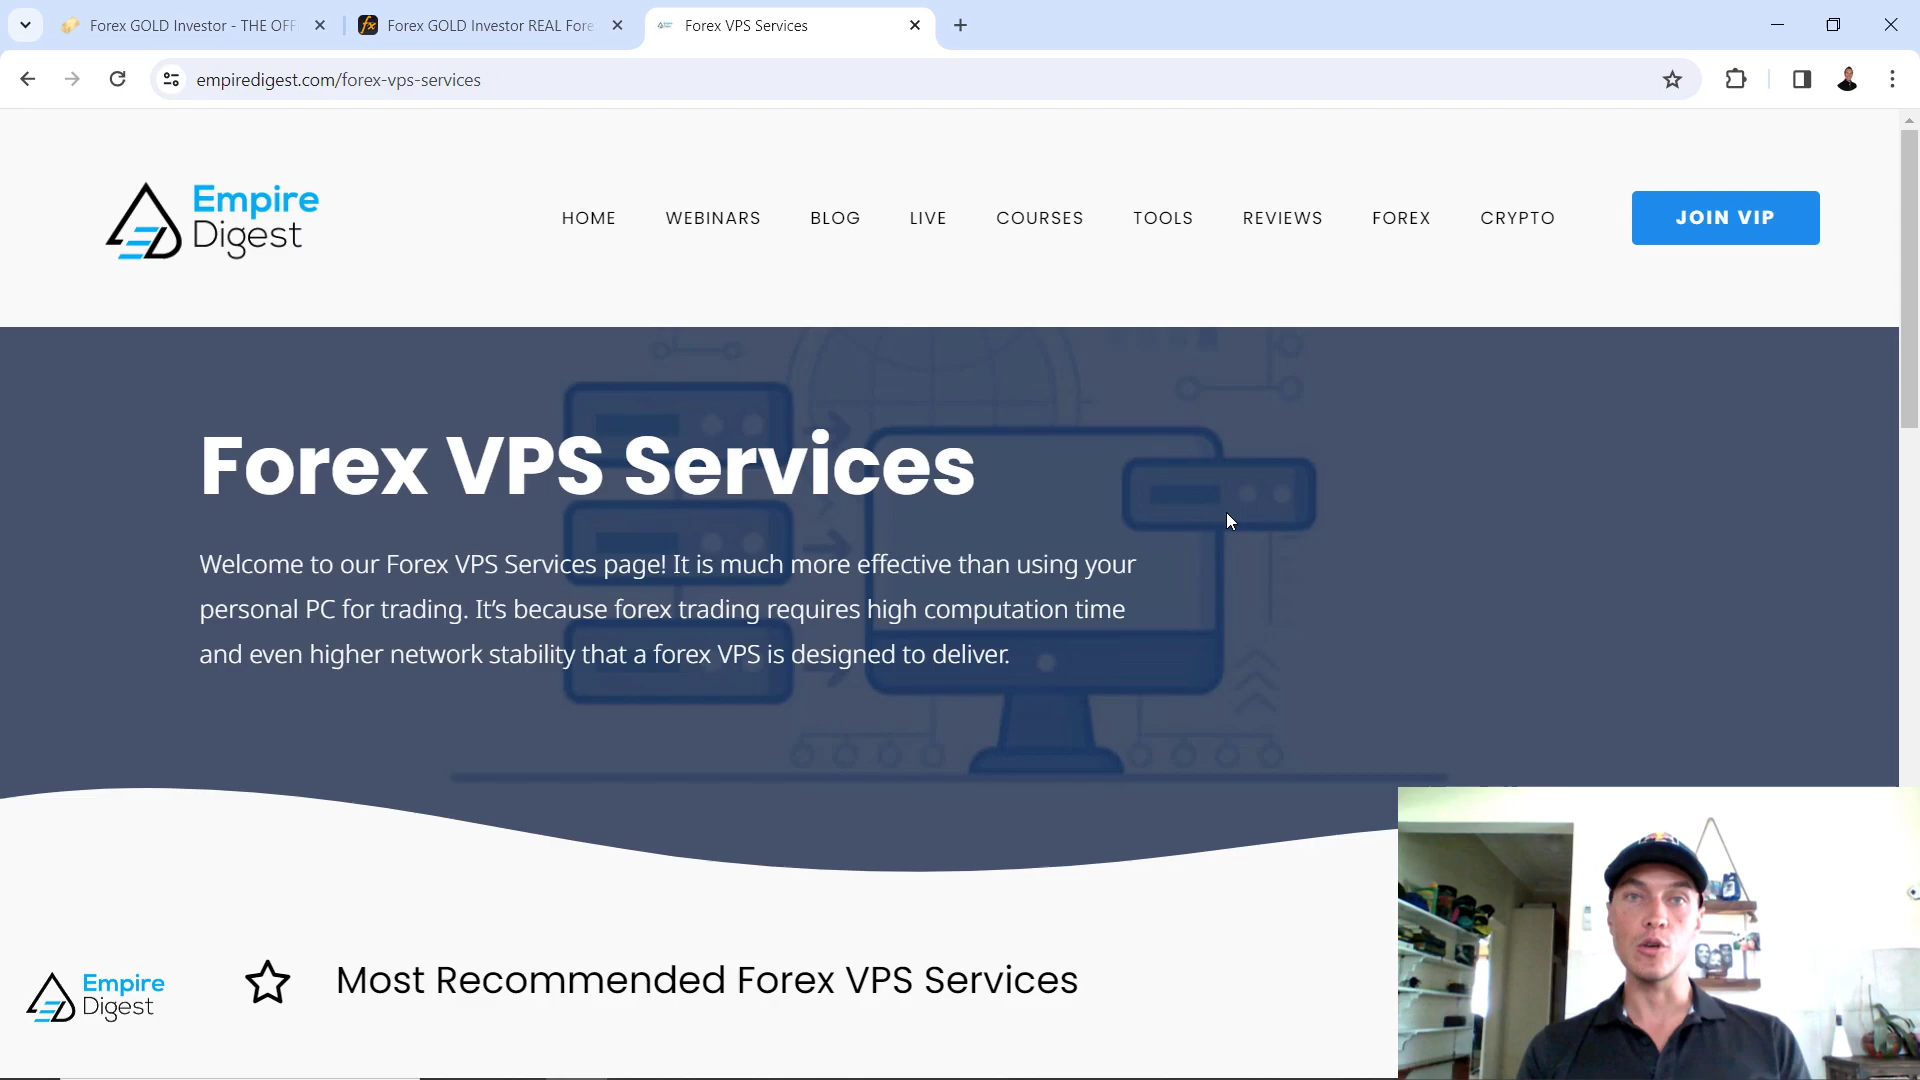 Forex GOLD Investor - THE OFF
Forex GOLD Investor REAL Fore
Forex VPS Services
empiredigest.com/forex-vps-services
Empire
Digest
HOME
WEBINARS
BLOG
LIVE
COURSES
TOOLS
REVIEWS
FOREX
CRYPTO
JOIN VIP
Forex VPS Services
Welcome to our Forex VPS Services page! It is much more effective than using your
personal PC for trading. It’s because forex trading requires high computation time
and even higher network stability that a forex VPS is designed to deliver.
Most Recommended Forex VPS Services
Empire
Digest